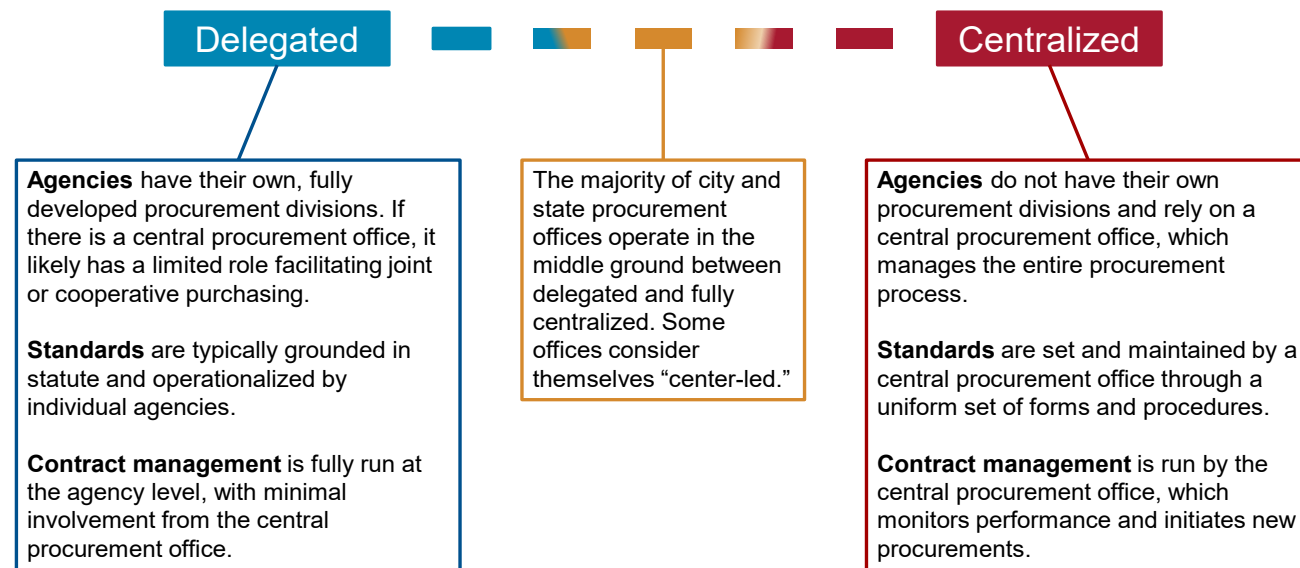 Delegated
Centralized
Agencies have their own, fully
developed procurement divisions. If
there is a central procurement office, it
likely has a limited role facilitating joint
or cooperative purchasing.
Standards are typically grounded in
statute and operationalized by
individual agencies.
Contract management is fully run at
the agency level, with minimal
involvement from the central
procurement office.
The majority of city and
state procurement
offices operate in the
middle ground between
delegated and fully
centralized. Some
offices consider
themselves “center-led.”
Agencies do not have their own
procurement divisions and rely on a
central procurement office, which
manages the entire procurement
process.
Standards are set and maintained by a
central procurement office through a
uniform set of forms and procedures.
Contract management is run by the
central procurement office, which
monitors performance and initiates new
procurements.